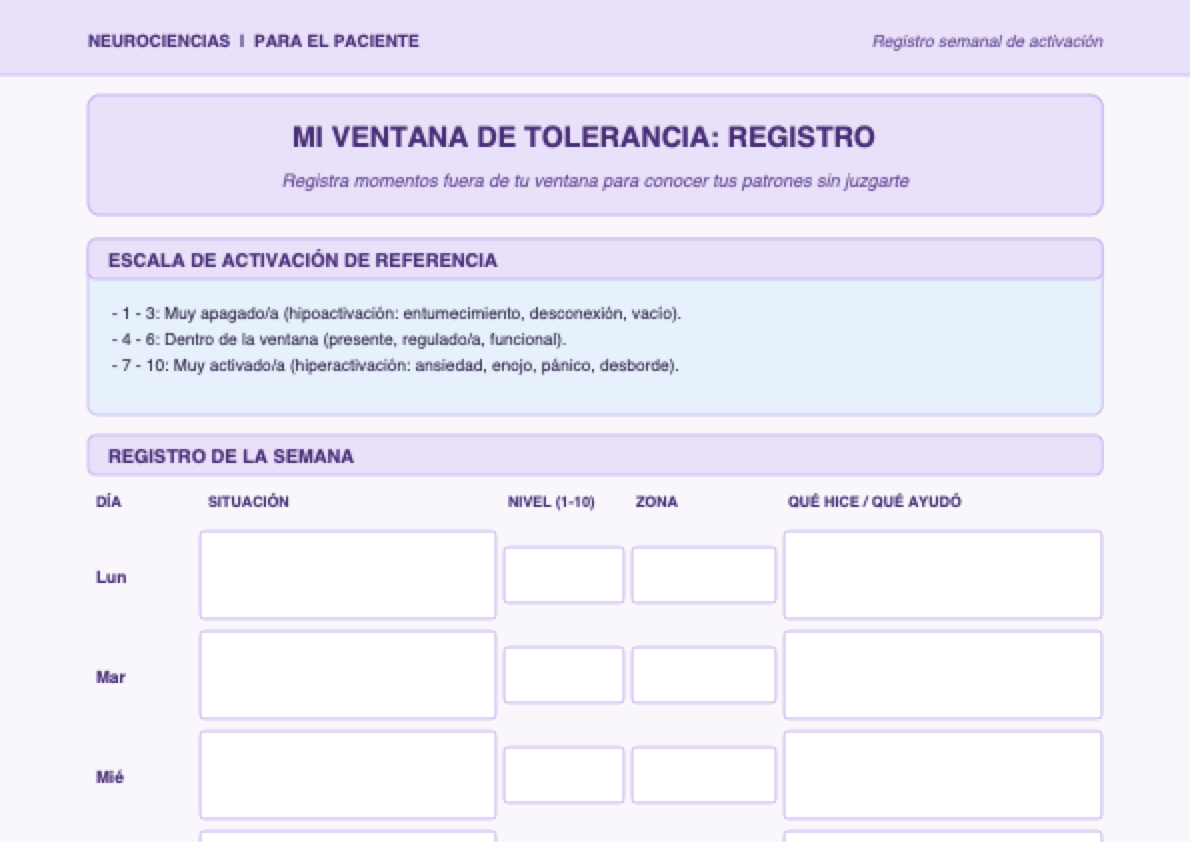 NEUROCIENCIAS | PARA EL PACIENTE
Registro semanal de activación
MI VENTANA DE TOLERANCIA: REGISTRO
Registra momentos fuera de tu ventana para conocer tus patrones sin juzgarte
ESCALA DE ACTIVACIÓN DE REFERENCIA
- 1 - 3: Muy apagado/a (hipoactivación: entumecimiento, desconexión, vacío).
- 4 - 6: Dentro de la ventana (presente, regulado/a, funcional).
- 7 - 10: Muy activado/a (hiperactivación: ansiedad, enojo, pánico, desborde).
REGISTRO DE LA SEMANA
DÍA SITUACIÓN NIVEL (1-10) ZONA QUÉ HICE / QUÉ AYUDÓ
Lun
Mar
Mié